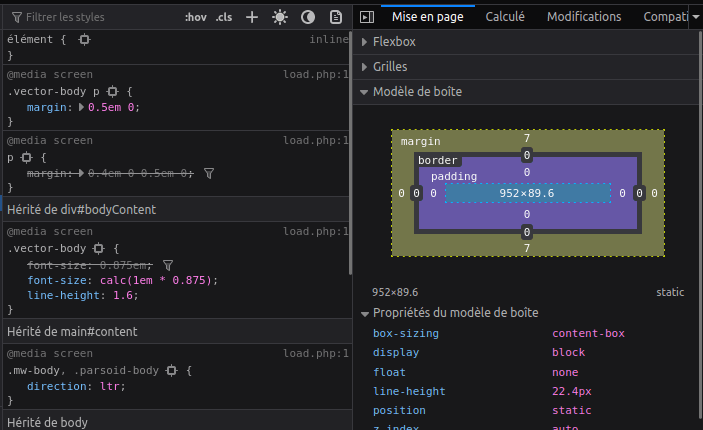 Filtrer les styles :hov .cls
élément { inline
}
@media screen load.php:1
.vector-body p {
margin: 0.5em 0;
}
@media screen load.php:1
p {
margin: 0.4em 0 0.5em 0;
}
Hérité de div#bodyContent
@media screen load.php:1
.vector-body {
font-size: 0.875em;
font-size: calc(1em * 0.875);
line-height: 1.6;
}
Hérité de main#content
@media screen load.php:1
.mw-body, .parsoid-body {
direction: ltr;
}
Hérité de body
Mise en page Calculé Modifications Compati
Flexbox
Grilles
Modèle de boîte
margin 7
border 0
padding 0
0 0 0 952×89.6 0 0 0
0
0
7
952×89.6 static
Propriétés du modèle de boîte
box-sizing content-box
display block
float none
line-height 22.4px
position static
z-index auto